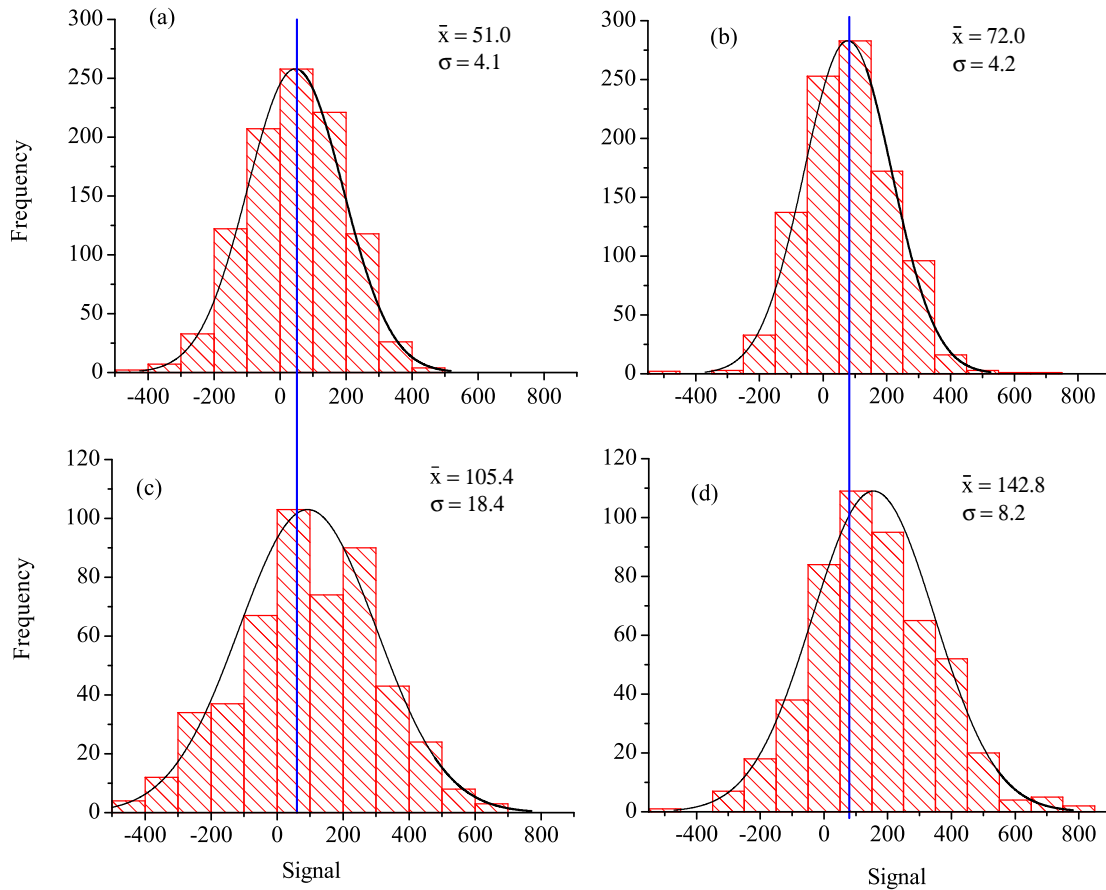 (a)
x̄ = 51.0
σ = 4.1
300
250
200
150
100
50
0
Frequency
-400 -200 0 200 400 600 800
(b)
x̄ = 72.0
σ = 4.2
300
250
200
150
100
50
0
-400 -200 0 200 400 600 800
(c)
x̄ = 105.4
σ = 18.4
120
100
80
60
40
20
0
Frequency
-400 -200 0 200 400 600 800
Signal
(d)
x̄ = 142.8
σ = 8.2
120
100
80
60
40
20
0
-400 -200 0 200 400 600 800
Signal